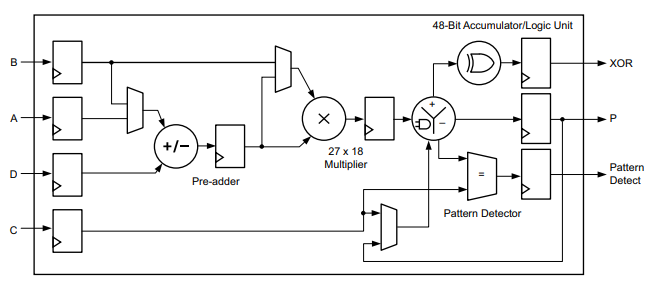 48-Bit Accumulator/Logic Unit
B
XOR
A
+
P
+/−
×
−
27 x 18
Multiplier
D
Pre-adder
=
Pattern
Detect
Pattern Detector
C